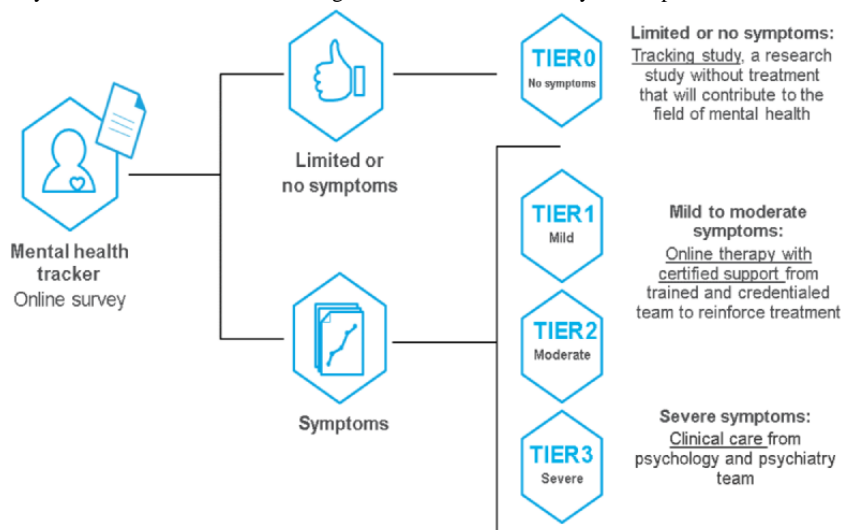 TIER0
No symptoms
Limited or no symptoms:
Tracking study, a research
study without treatment
that will contribute to the
field of mental health
Limited or
no symptoms
Mental health
tracker
Online survey
TIER1
Mild
Mild to moderate
symptoms:
Online therapy with
certified support from
trained and credentialed
team to reinforce treatment
TIER2
Moderate
Symptoms
TIER3
Severe
Severe symptoms:
Clinical care from
psychology and psychiatry
team